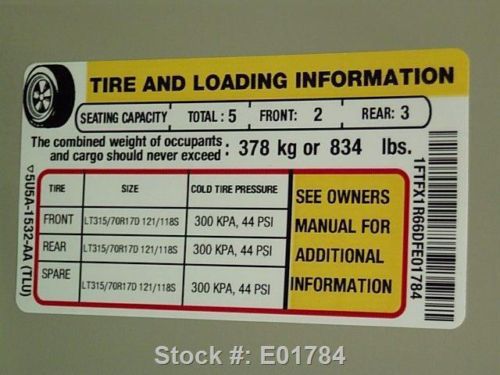 TIRE AND LOADING INFORMATION
SEATING CAPACITY TOTAL : 5 FRONT: 2 REAR: 3
The combined weight of occupants
and cargo should never exceed : 378 kg or 834 lbs.
TIRE SIZE COLD TIRE PRESSURE
FRONT LT315/70R17D 121/118S 300 KPA, 44 PSI
REAR LT315/70R17D 121/118S 300 KPA, 44 PSI
SPARE LT315/70R17D 121/118S 300 KPA, 44 PSI
SEE OWNERS
MANUAL FOR
ADDITIONAL
INFORMATION
5U5A-1532-AA (TLU)
1FTFX1R66DFE01784
Stock #: E01784